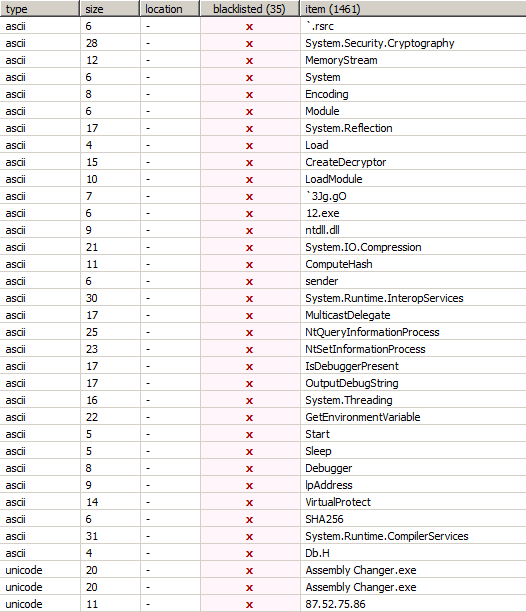 type size location blacklisted (35) item (1461)
ascii 6 - x `.rsrc
ascii 28 - x System.Security.Cryptography
ascii 12 - x MemoryStream
ascii 6 - x System
ascii 8 - x Encoding
ascii 6 - x Module
ascii 17 - x System.Reflection
ascii 4 - x Load
ascii 15 - x CreateDecryptor
ascii 10 - x LoadModule
ascii 7 - x `3Jg.gO
ascii 6 - x 12.exe
ascii 9 - x ntdll.dll
ascii 21 - x System.IO.Compression
ascii 11 - x ComputeHash
ascii 6 - x sender
ascii 30 - x System.Runtime.InteropServices
ascii 17 - x MulticastDelegate
ascii 25 - x NtQueryInformationProcess
ascii 23 - x NtSetInformationProcess
ascii 17 - x IsDebuggerPresent
ascii 17 - x OutputDebugString
ascii 16 - x System.Threading
ascii 22 - x GetEnvironmentVariable
ascii 5 - x Start
ascii 5 - x Sleep
ascii 8 - x Debugger
ascii 9 - x lpAddress
ascii 14 - x VirtualProtect
ascii 6 - x SHA256
ascii 31 - x System.Runtime.CompilerServices
ascii 4 - x Db.H
unicode 20 - x Assembly Changer.exe
unicode 20 - x Assembly Changer.exe
unicode 11 - x 87.52.75.86